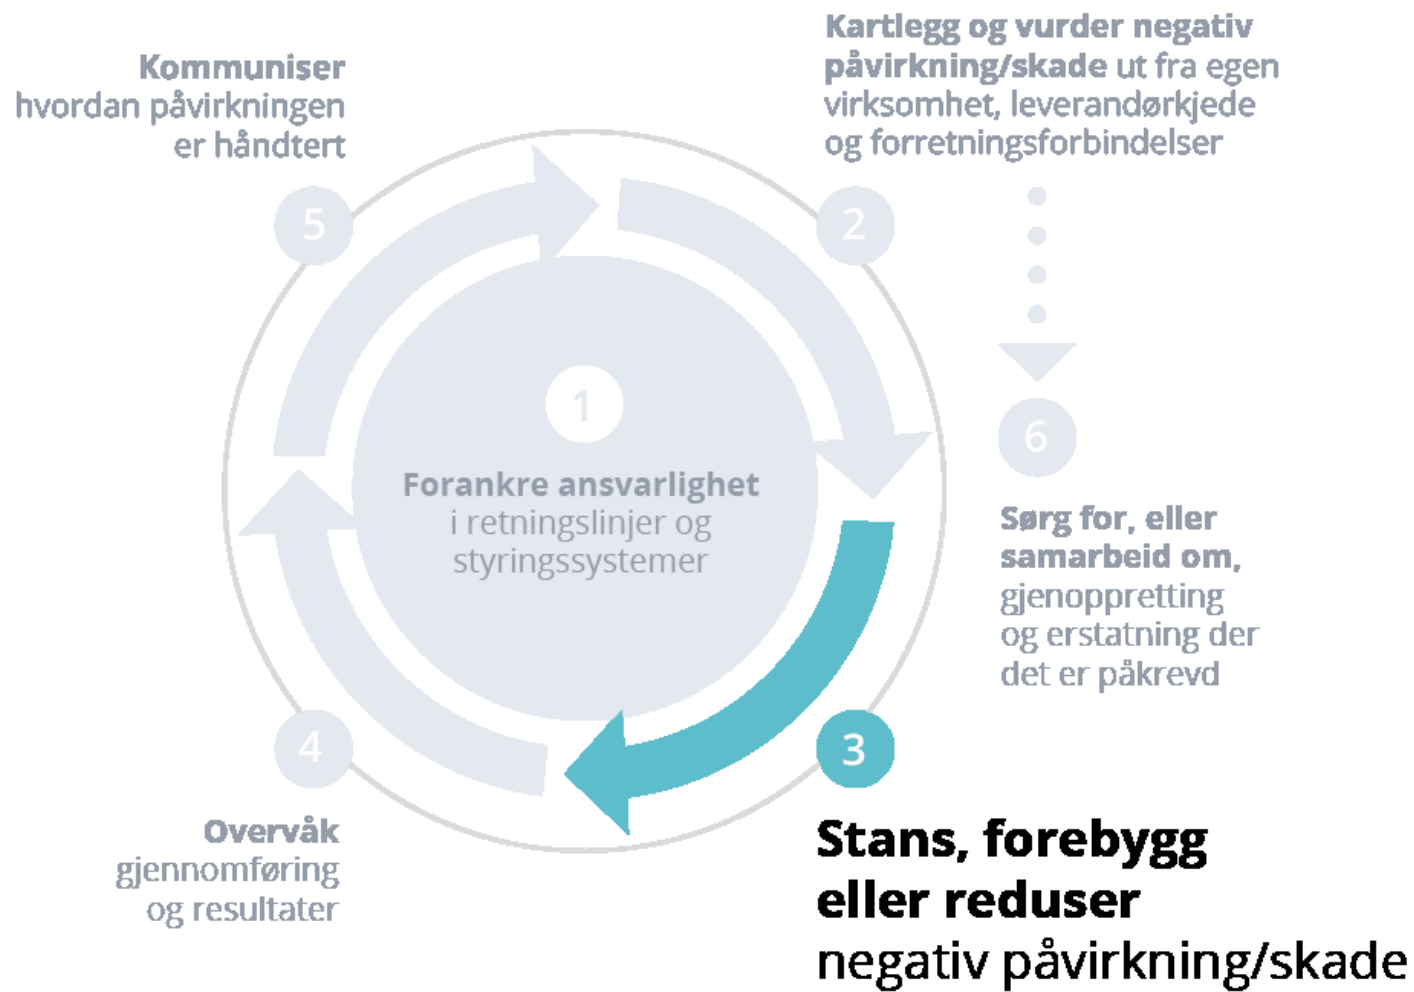 Kommuniser
hvordan påvirkningen
er håndtert
5
Kartlegg og vurder negativ
påvirkning/skade ut fra egen
virksomhet, leverandørkjede
og forretningsforbindelser
2
1
Forankre ansvarlighet
i retningslinjer og
styringssystemer
6
Sørg for, eller
samarbeid om,
gjenoppretting
og erstatning der
det er påkrevd
4
Overvåk
gjennomføring
og resultater
3
Stans, forebygg
eller reduser
negativ påvirkning/skade